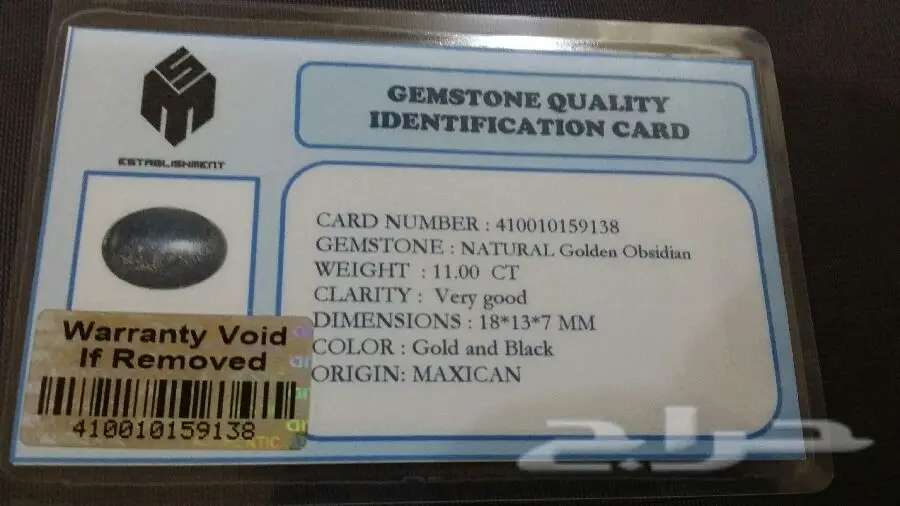 SM
ESTABLISHMENT
GEMSTONE QUALITY
IDENTIFICATION CARD
CARD NUMBER : 410010159138
GEMSTONE : NATURAL Golden Obsidian
WEIGHT : 11.00 CT
CLARITY : Very good
DIMENSIONS : 18*13*7 MM
COLOR : Gold and Black
ORIGIN: MAXICAN
Warranty Void
If Removed
410010159138
حراج